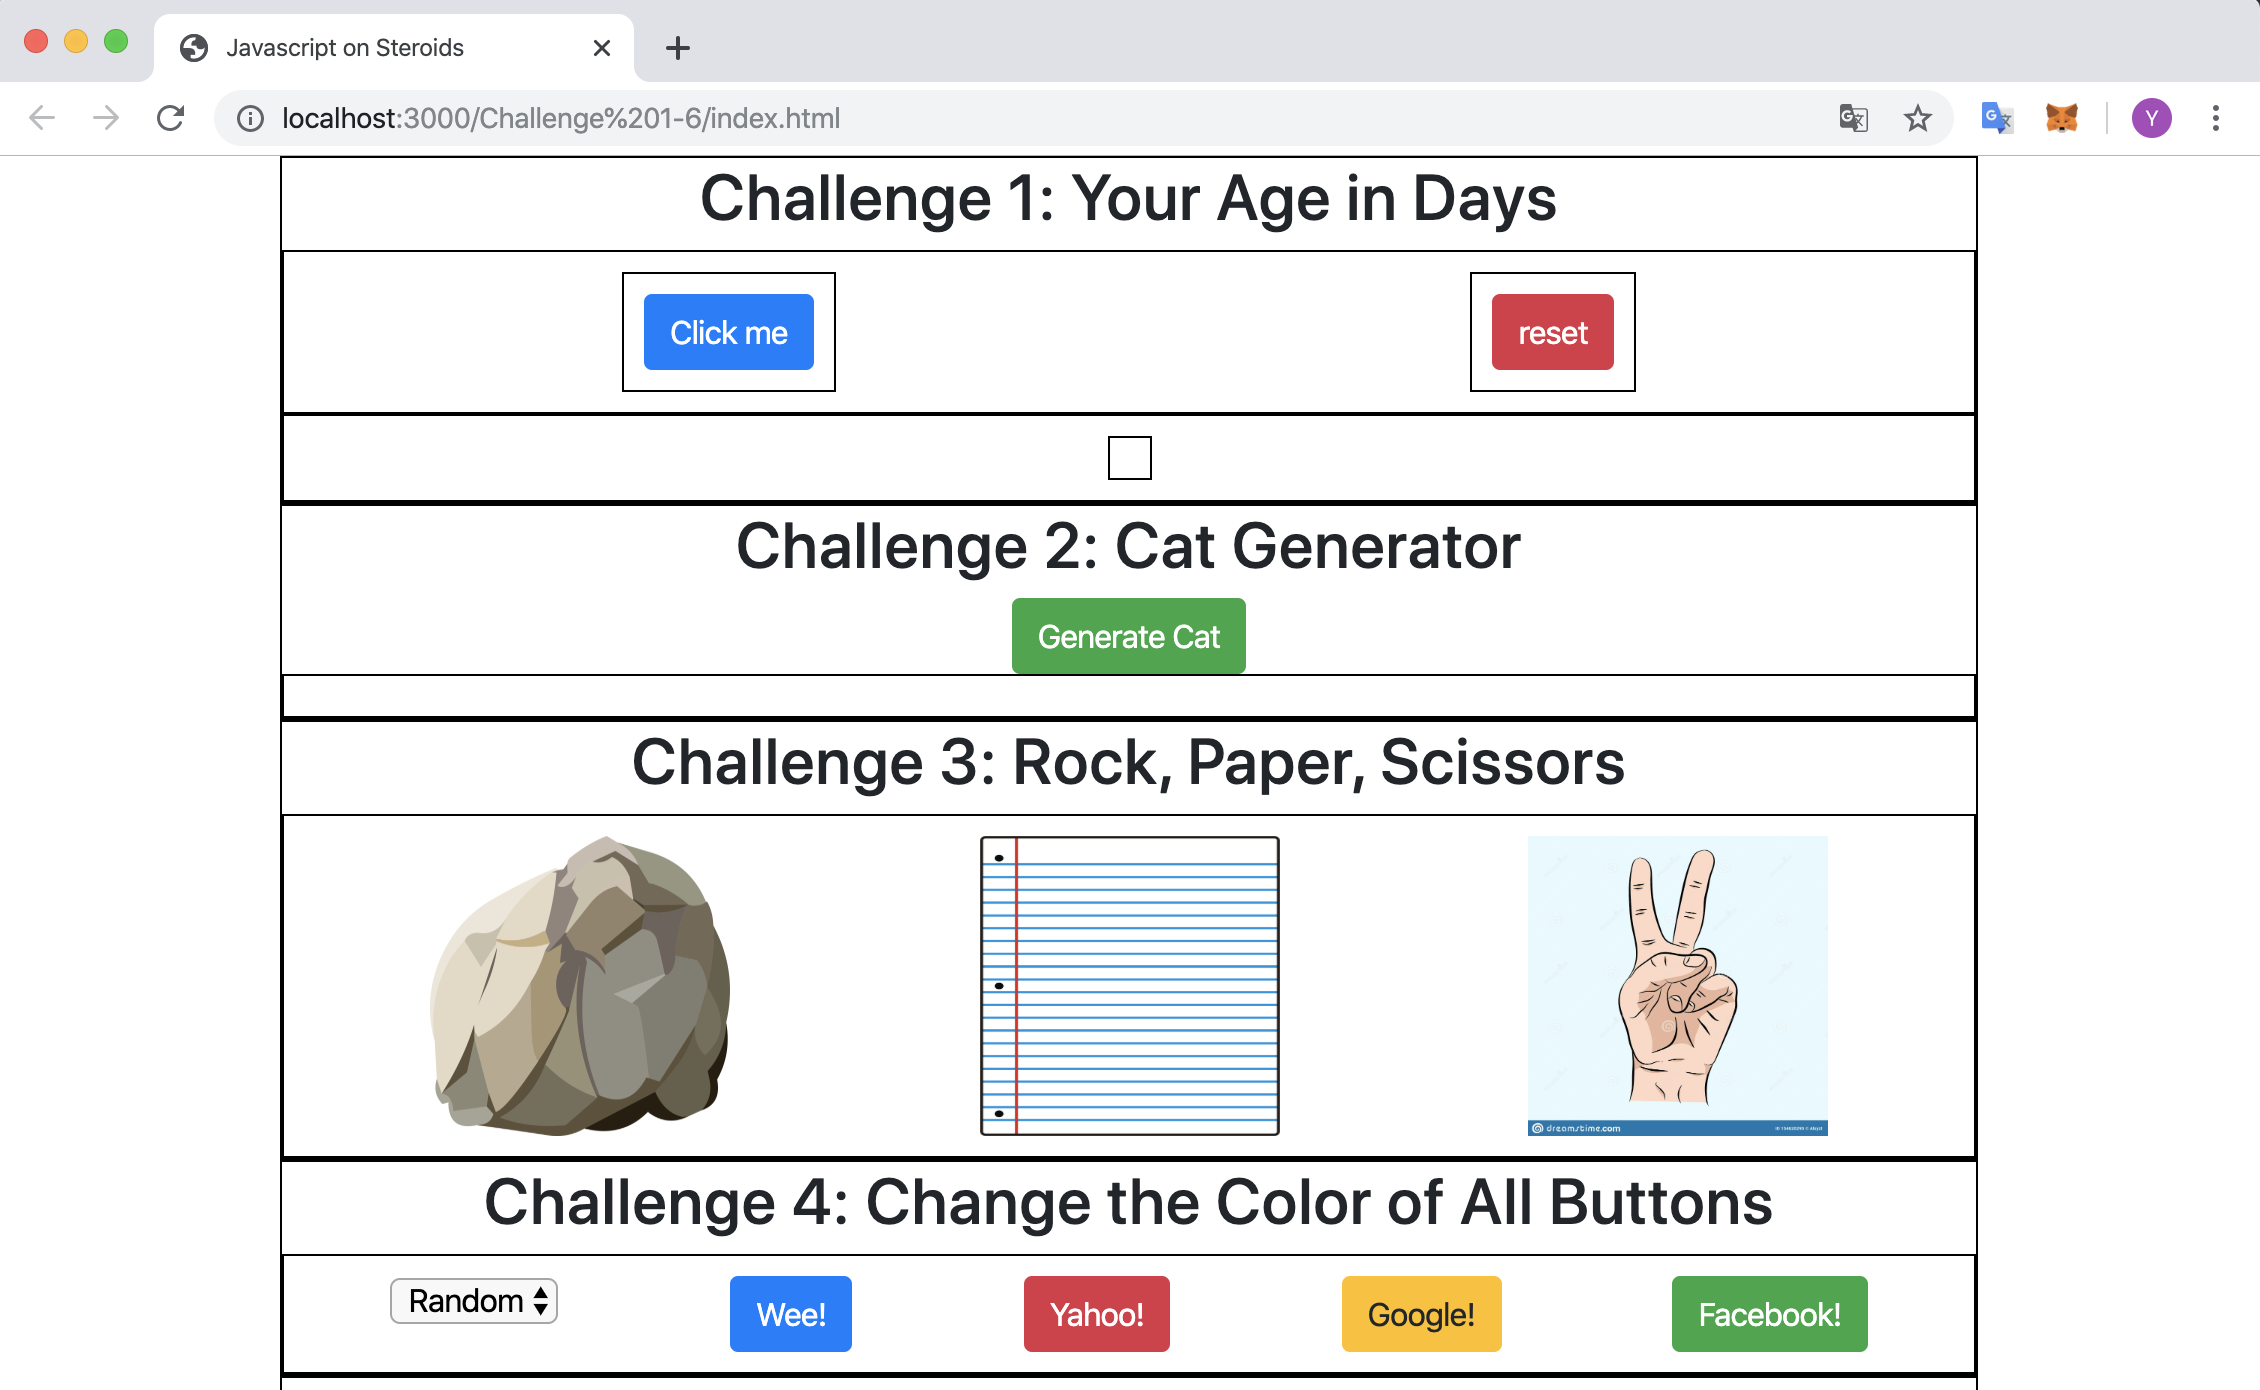 Javascript on Steroids
localhost:3000/Challenge%201-6/index.html
Y
Challenge 1: Your Age in Days
Click me
reset
Challenge 2: Cat Generator
Generate Cat
Challenge 3: Rock, Paper, Scissors
dreamstime.com
Challenge 4: Change the Color of All Buttons
Random
Wee!
Yahoo!
Google!
Facebook!